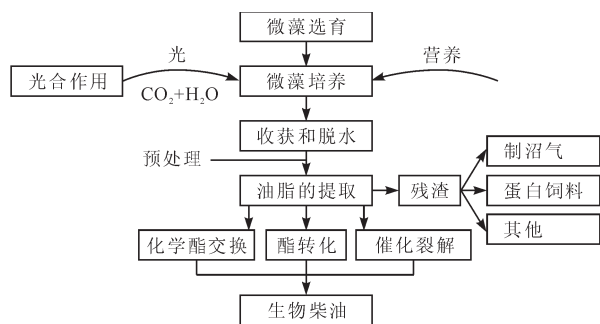 微藻选育
光
营养
光合作用
微藻培养
CO₂+H₂O
收获和脱水
预处理
制沼气
油脂的提取
残渣
蛋白饲料
其他
化学酯交换
酯转化
催化裂解
生物柴油